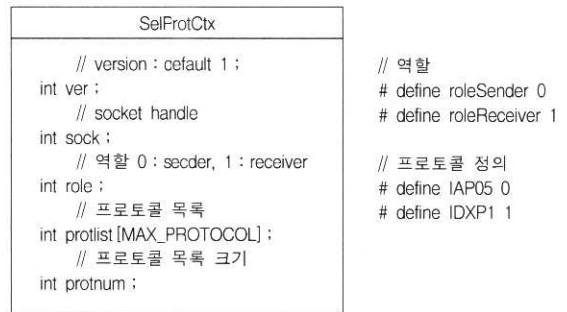 SelProtCtx
// version : cefault 1 ;
int ver ;
// socket handle
int sock ;
// 역할 0 : secder, 1 : receiver
int role ;
// 프로토콜 목록
int protlist [MAX_PROTOCOL] ;
// 프로토콜 목록 크기
int protnum ;
// 역할
# define roleSender 0
# define roleReceiver 1
// 프로토콜 정의
# define IAP05 0
# define IDXP1 1